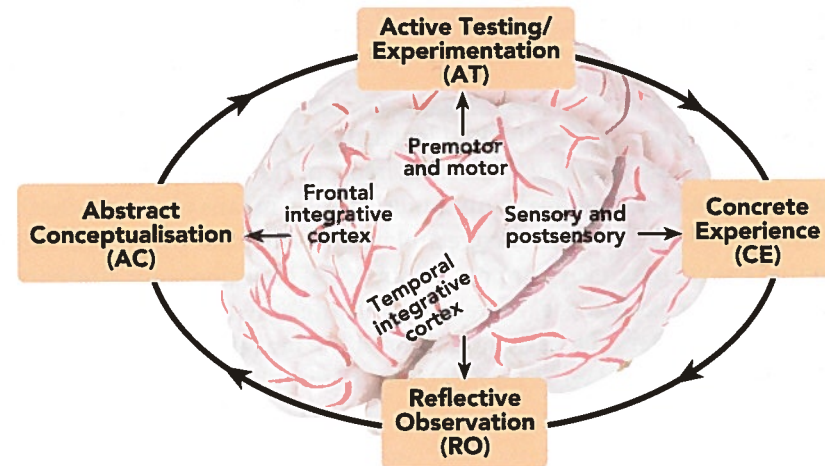 Active Testing/
Experimentation
(AT)
Premotor
and motor
Frontal
integrative
cortex
Abstract
Conceptualisation
(AC)
Sensory and
postsensory
Concrete
Experience
(CE)
Temporal
integrative
cortex
Reflective
Observation
(RO)